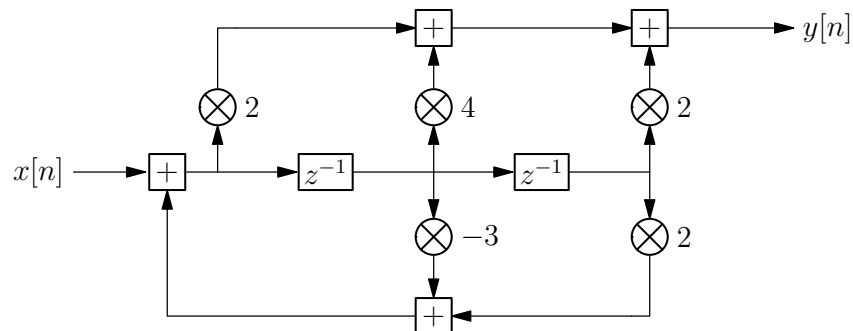 + + y[n]
2 4 2
x[n] + z⁻¹ z⁻¹
−3 2
+